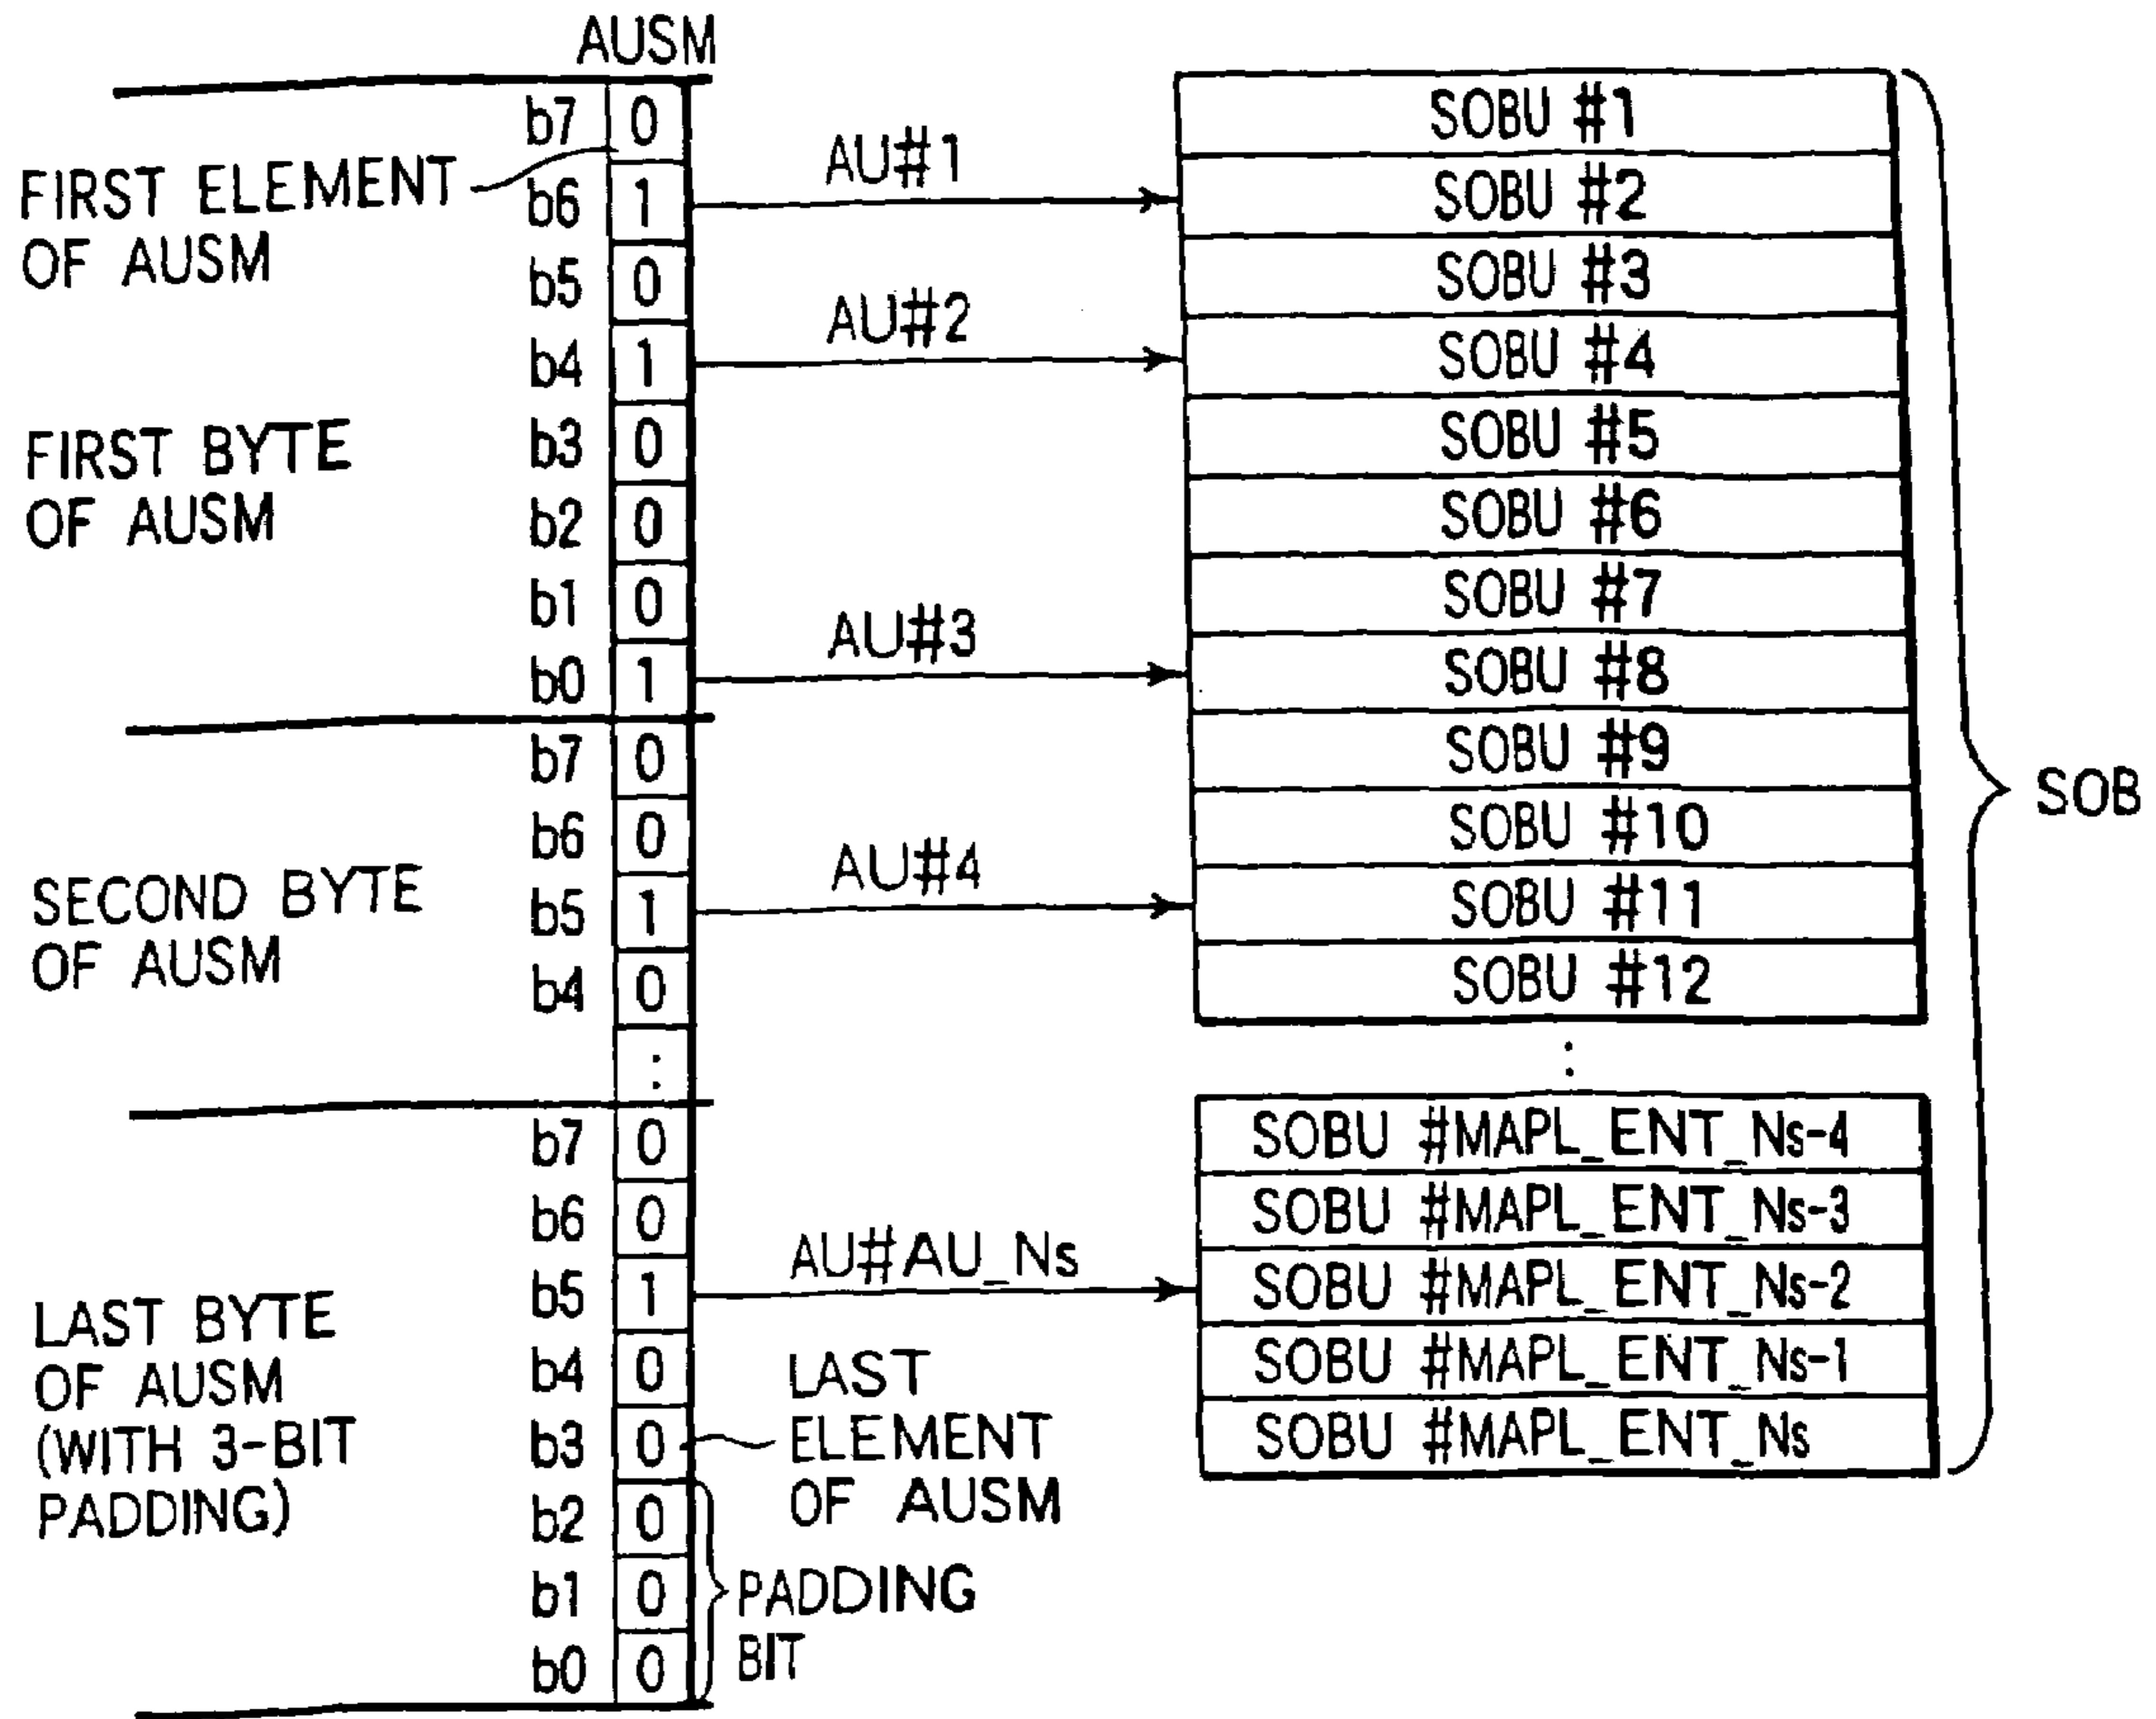 AUSM
b7 0 SOBU #1
FIRST ELEMENT
OF AUSM
b6 1 AU#1 SOBU #2
b5 0 SOBU #3
b4 1 AU#2 SOBU #4
FIRST BYTE
OF AUSM
b3 0 SOBU #5
b2 0 SOBU #6
b1 0 SOBU #7
b0 1 AU#3 SOBU #8
b7 0 SOBU #9
SOB
b6 0 SOBU #10
SECOND BYTE
OF AUSM
b5 1 AU#4 SOBU #11
b4 0 SOBU #12
: :
b7 0 SOBU #MAPL_ENT_Ns-4
b6 0 SOBU #MAPL_ENT_Ns-3
b5 1 AU#AU_Ns SOBU #MAPL_ENT_Ns-2
LAST BYTE
OF AUSM
(WITH 3-BIT
PADDING)
b4 0 SOBU #MAPL_ENT_Ns-1
b3 0 SOBU #MAPL_ENT_Ns
LAST
ELEMENT
OF AUSM
b2 0
b1 0
b0 0
PADDING
BIT